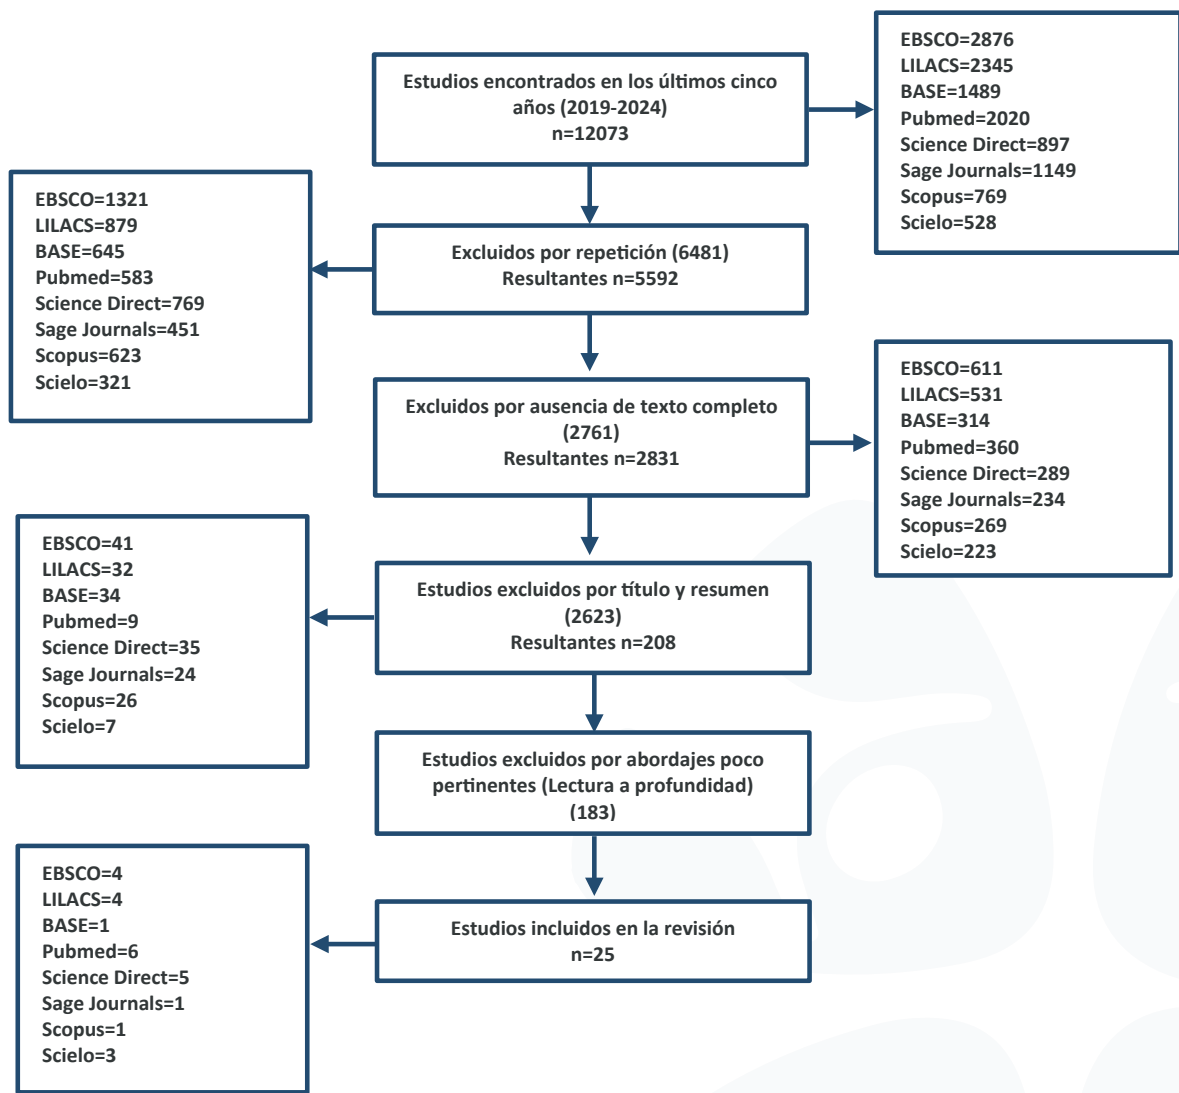 Estudios encontrados en los últimos cinco
años (2019-2024)
n=12073
EBSCO=2876
LILACS=2345
BASE=1489
Pubmed=2020
Science Direct=897
Sage Journals=1149
Scopus=769
Scielo=528
Excluidos por repetición (6481)
Resultantes n=5592
EBSCO=1321
LILACS=879
BASE=645
Pubmed=583
Science Direct=769
Sage Journals=451
Scopus=623
Scielo=321
Excluidos por ausencia de texto completo
(2761)
Resultantes n=2831
EBSCO=611
LILACS=531
BASE=314
Pubmed=360
Science Direct=289
Sage Journals=234
Scopus=269
Scielo=223
Estudios excluidos por título y resumen
(2623)
Resultantes n=208
EBSCO=41
LILACS=32
BASE=34
Pubmed=9
Science Direct=35
Sage Journals=24
Scopus=26
Scielo=7
Estudios excluidos por abordajes poco
pertinentes (Lectura a profundidad)
(183)
Estudios incluidos en la revisión
n=25
EBSCO=4
LILACS=4
BASE=1
Pubmed=6
Science Direct=5
Sage Journals=1
Scopus=1
Scielo=3